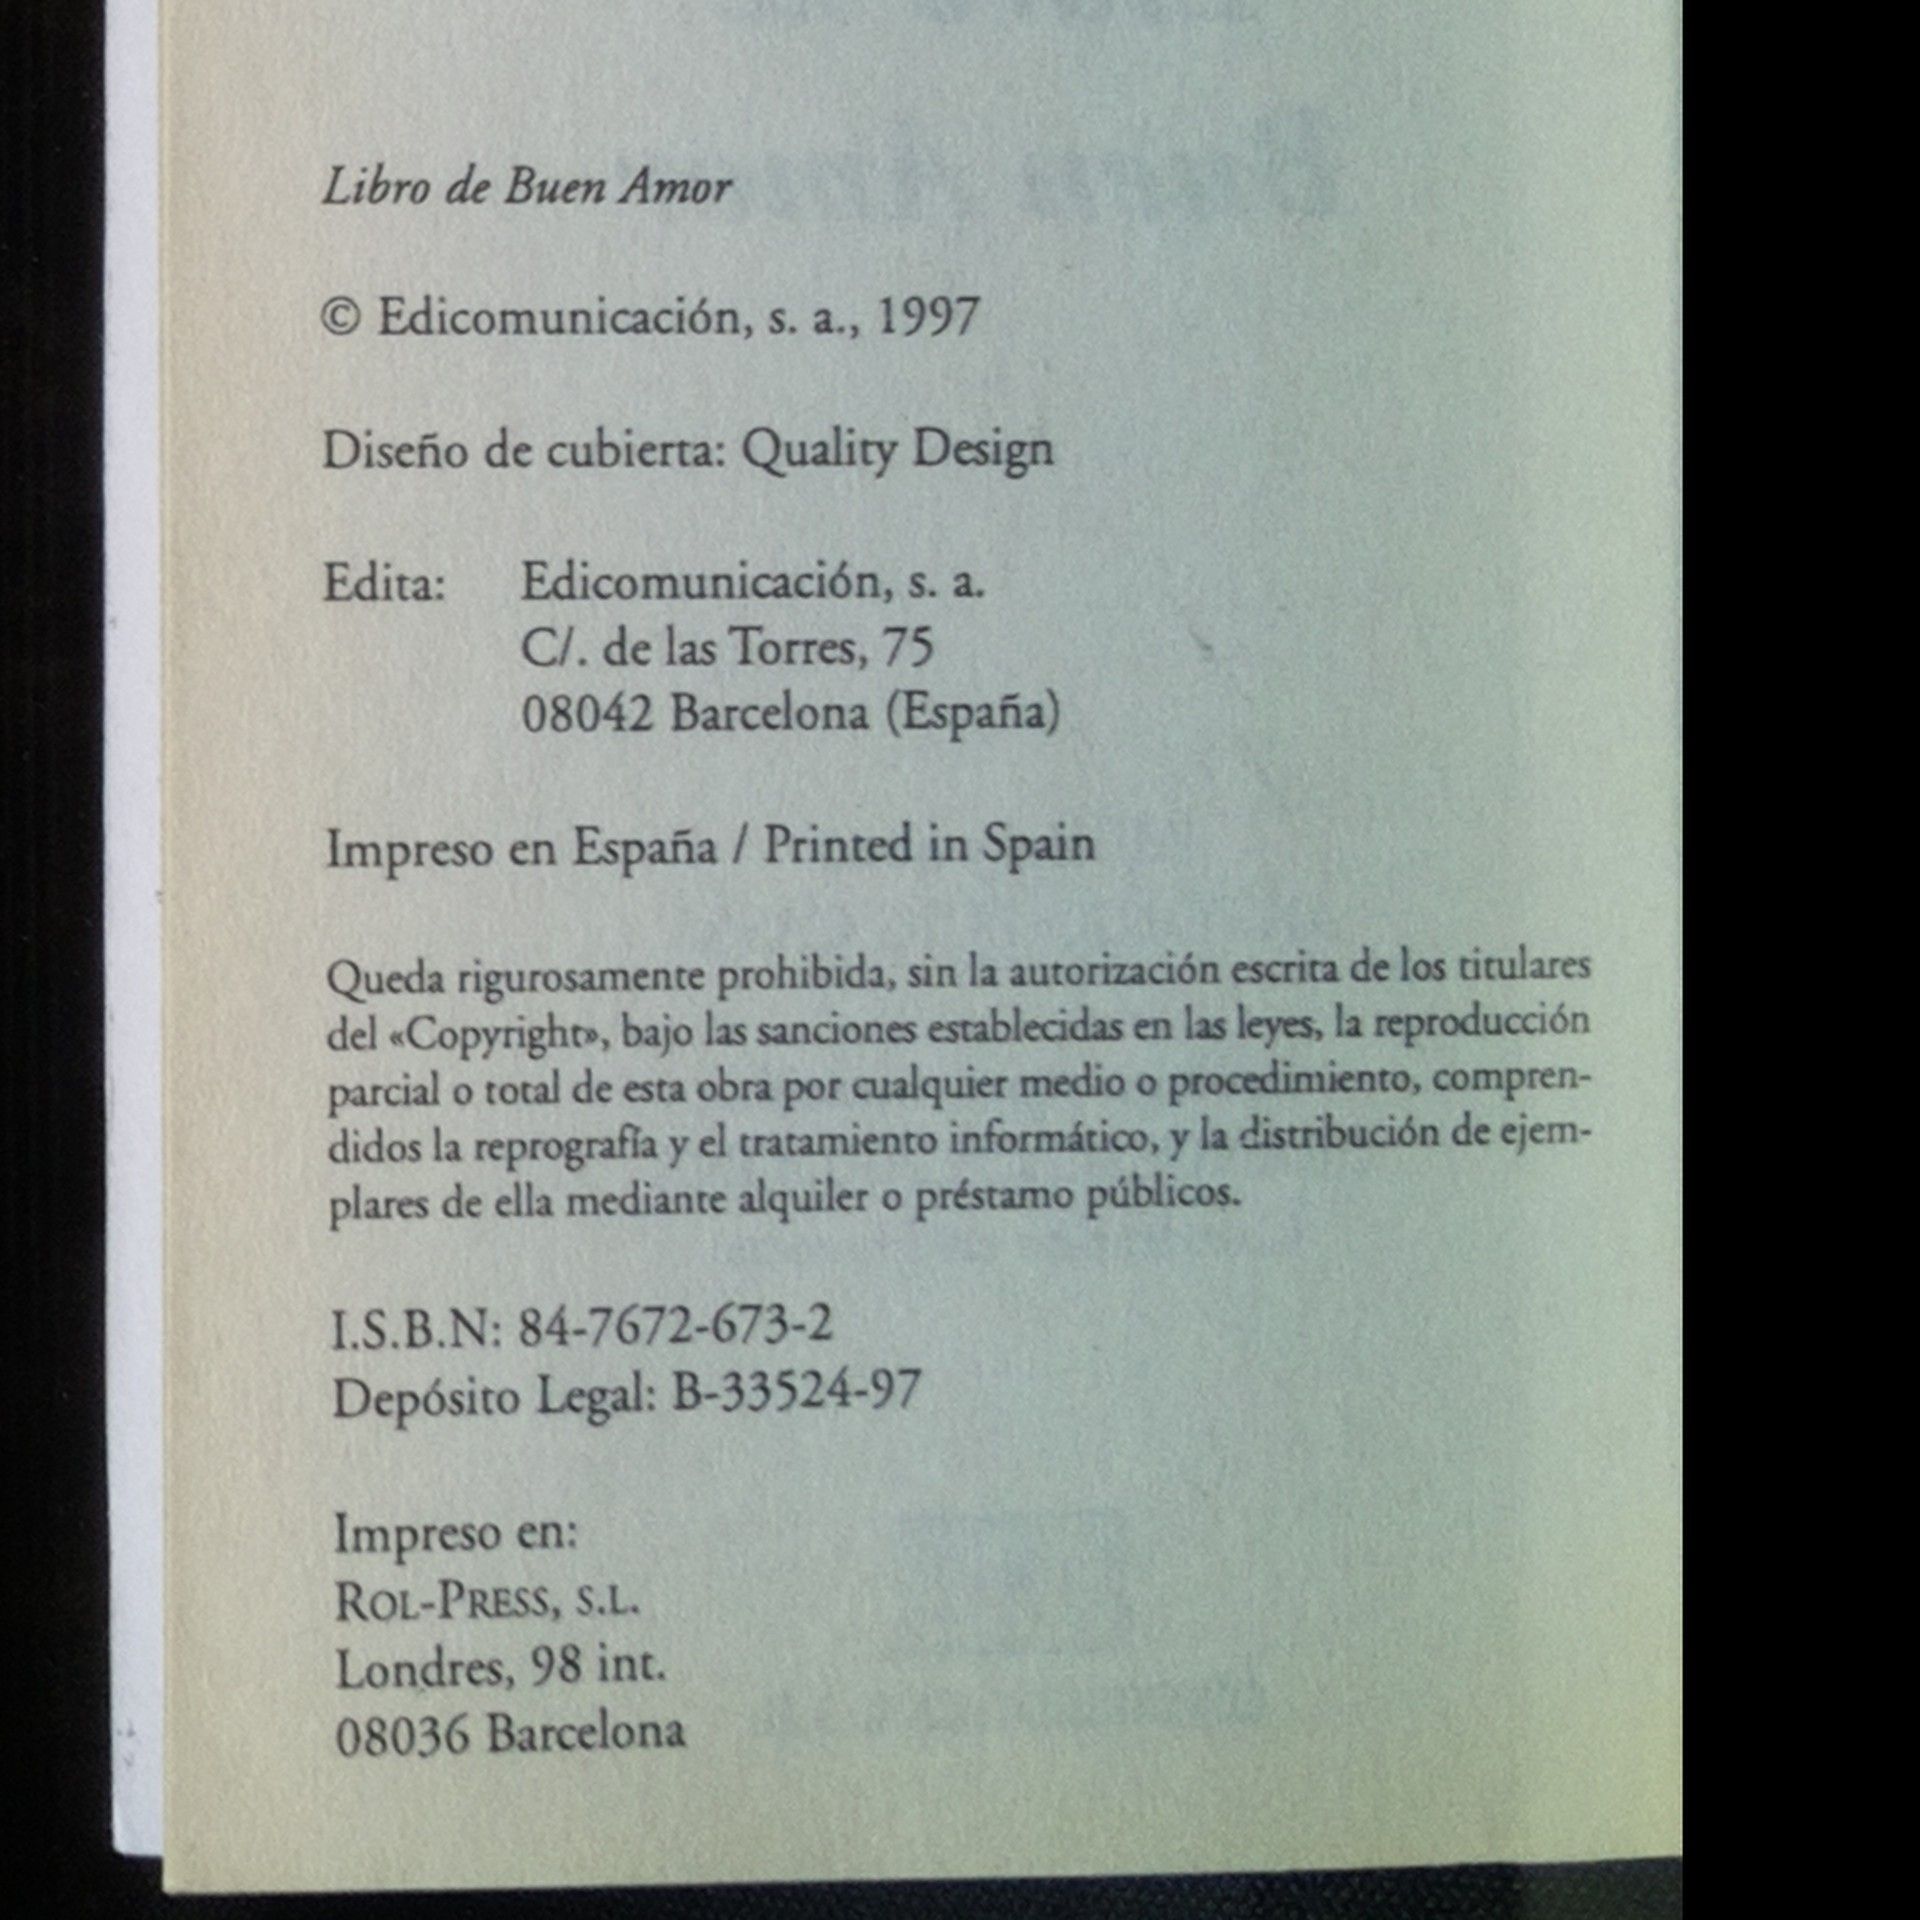 Libro de Buen Amor
© Edicomunicación, s. a., 1997
Diseño de cubierta: Quality Design
Edita: Edicomunicación, s. a.
C/. de las Torres, 75
08042 Barcelona (España)
Impreso en España / Printed in Spain
Queda rigurosamente prohibida, sin la autorización escrita de los titulares
del «Copyright», bajo las sanciones establecidas en las leyes, la reproducción
parcial o total de esta obra por cualquier medio o procedimiento, compren-
didos la reprografía y el tratamiento informático, y la distribución de ejem-
plares de ella mediante alquiler o préstamo públicos.
I.S.B.N: 84-7672-673-2
Depósito Legal: B-33524-97
Impreso en:
ROL-PRESS, S.L.
Londres, 98 int.
08036 Barcelona